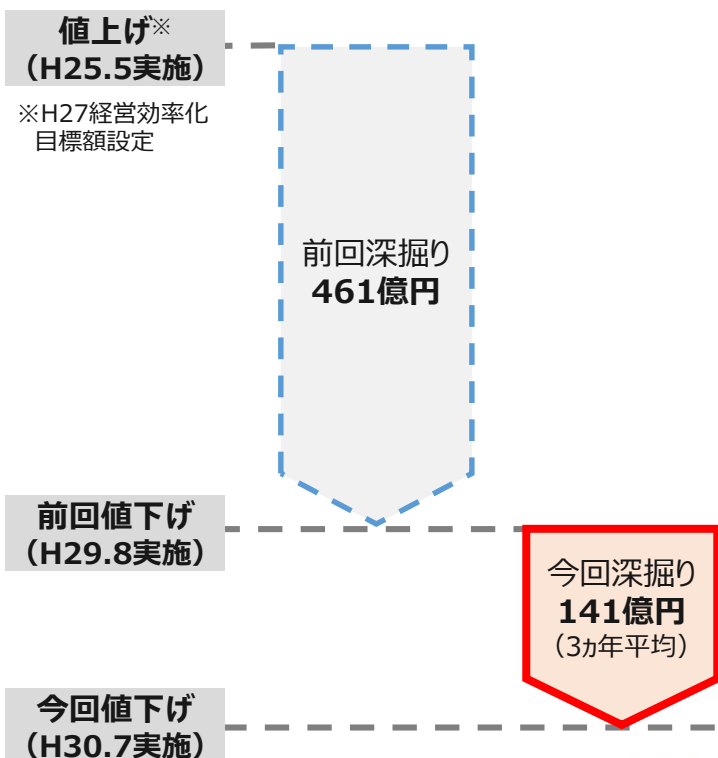 値上げ※
（H25.5実施）
※H27経営効率化
目標額設定
前回深掘り
461億円
前回値下げ
（H29.8実施）
今回深掘り
141億円
（3ヵ年平均）
今回値下げ
（H30.7実施）